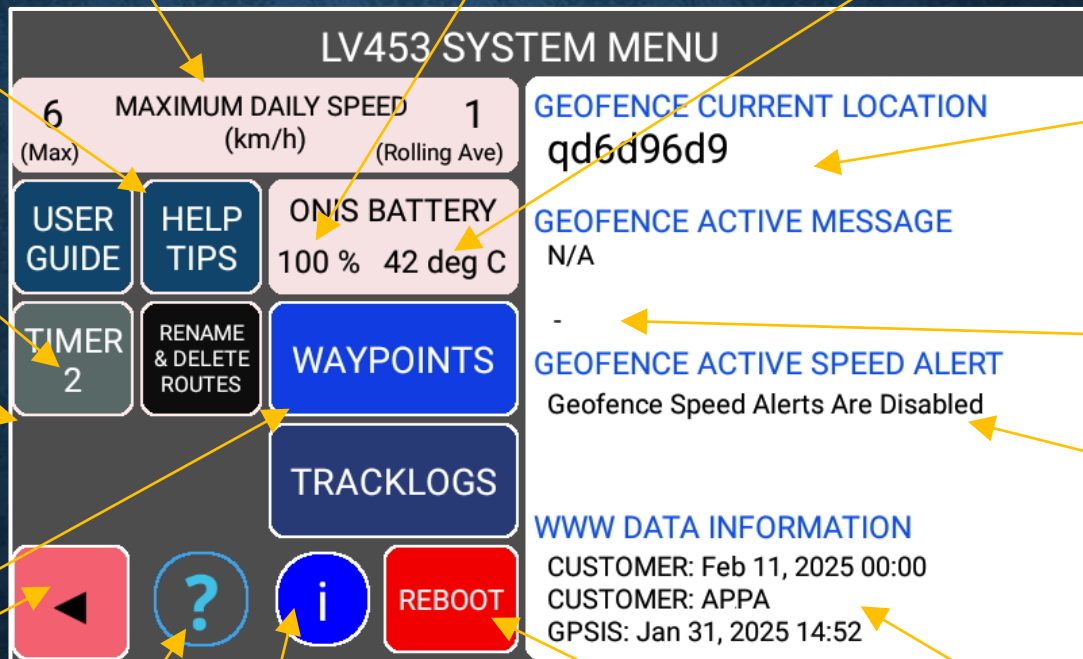 LV453 SYSTEM MENU
6 MAXIMUM DAILY SPEED 1
(Max) (km/h) (Rolling Ave)
USER
GUIDE
HELP
TIPS
ONIS BATTERY
100 % 42 deg C
TIMER
2
RENAME
& DELETE
ROUTES
WAYPOINTS
TRACKLOGS
?
i
REBOOT
GEOFENCE CURRENT LOCATION
qd6d96d9
GEOFENCE ACTIVE MESSAGE
N/A
-
GEOFENCE ACTIVE SPEED ALERT
Geofence Speed Alerts Are Disabled
WWW DATA INFORMATION
CUSTOMER: Feb 11, 2025 00:00
CUSTOMER: APPA
GPSIS: Jan 31, 2025 14:52